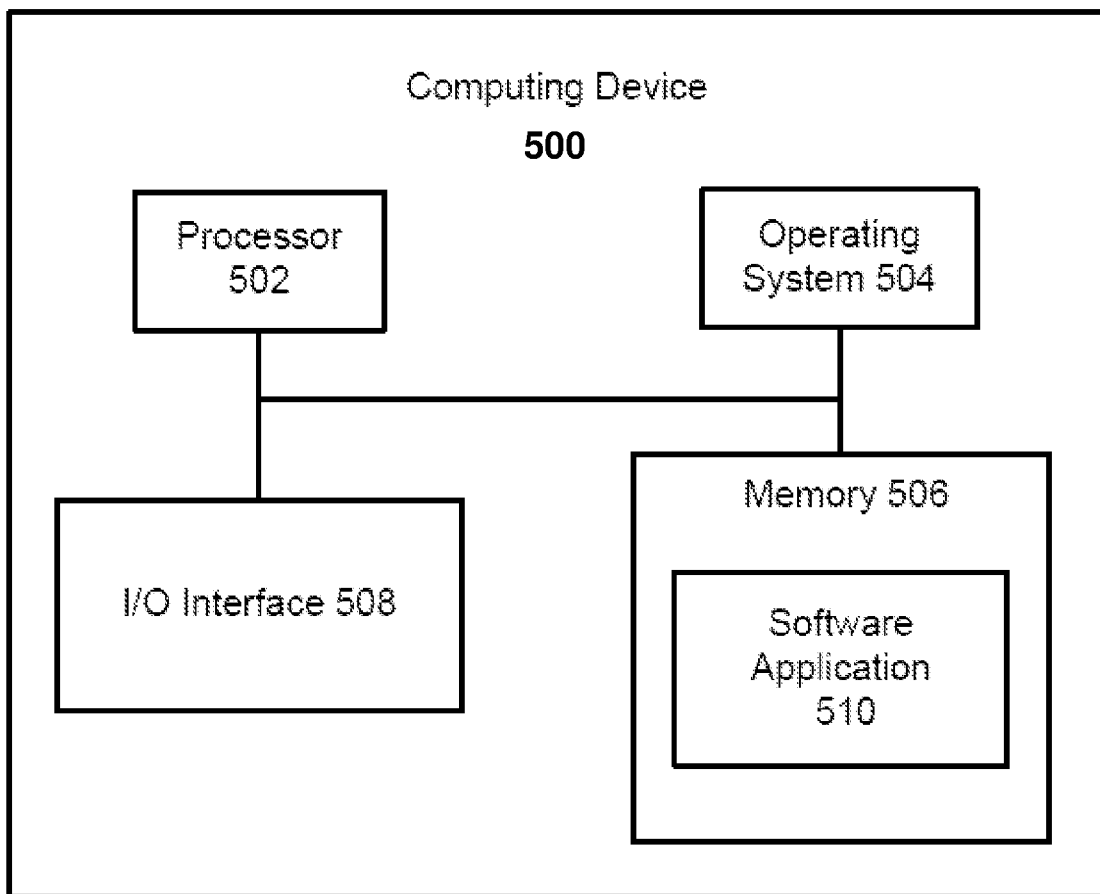 Computing Device
500
Processor
502
Operating
System 504
I/O Interface 508
Memory 506
Software
Application
510